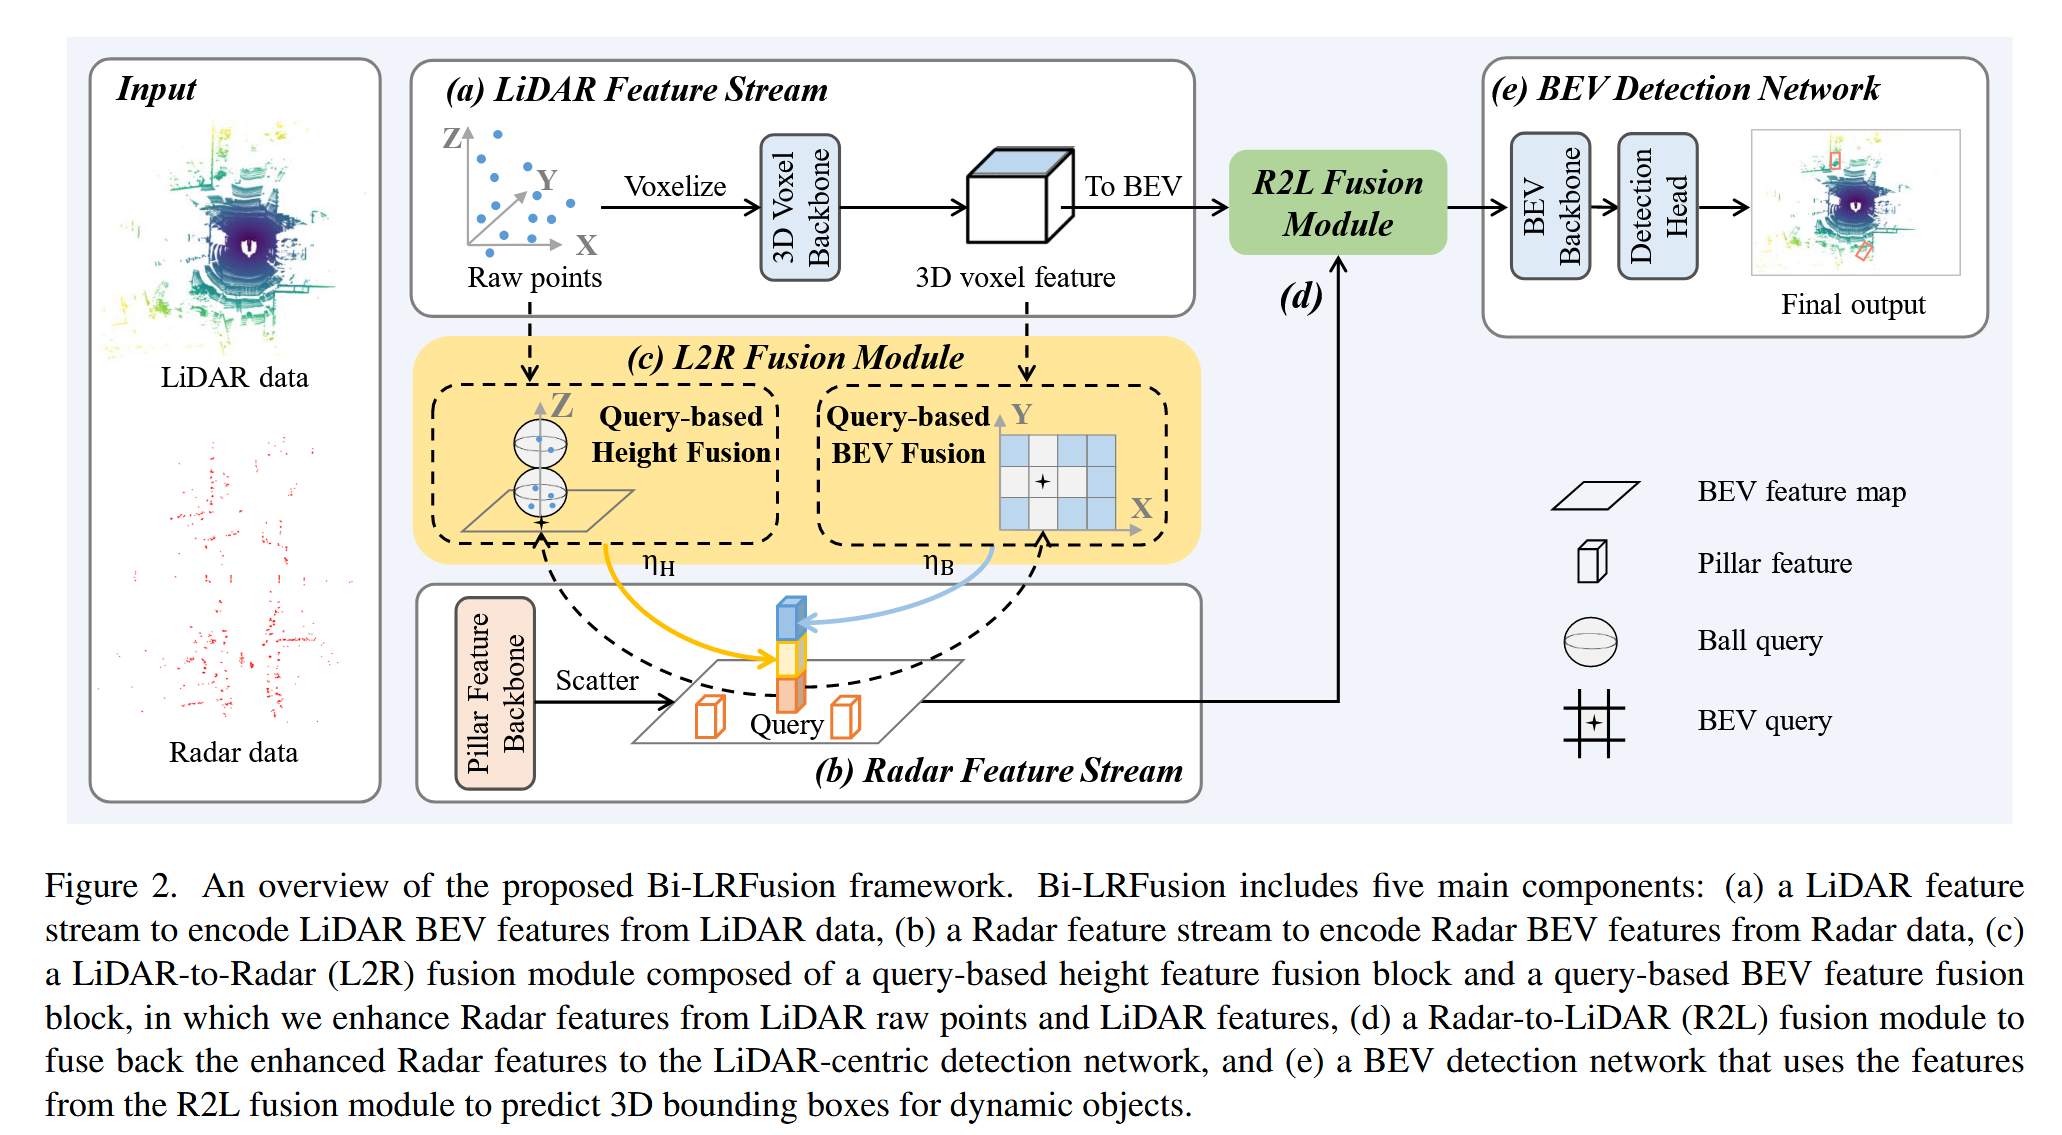 Input
LiDAR data
Radar data
(a) LiDAR Feature Stream
Z
Y
X
Raw points
Voxelize
3D Voxel
Backbone
3D voxel feature
To BEV
R2L Fusion
Module
(d)
(e) BEV Detection Network
BEV
Backbone
Detection
Head
Final output
(c) L2R Fusion Module
Z
Query-based
Height Fusion
Query-based
BEV Fusion
Y
X
ηH
ηB
Pillar Feature
Backbone
Scatter
Query
(b) Radar Feature Stream
BEV feature map
Pillar feature
Ball query
BEV query
Figure 2. An overview of the proposed Bi-LRFusion framework. Bi-LRFusion includes five main components: (a) a LiDAR feature
stream to encode LiDAR BEV features from LiDAR data, (b) a Radar feature stream to encode Radar BEV features from Radar data, (c)
a LiDAR-to-Radar (L2R) fusion module composed of a query-based height feature fusion block and a query-based BEV feature fusion
block, in which we enhance Radar features from LiDAR raw points and LiDAR features, (d) a Radar-to-LiDAR (R2L) fusion module to
fuse back the enhanced Radar features to the LiDAR-centric detection network, and (e) a BEV detection network that uses the features
from the R2L fusion module to predict 3D bounding boxes for dynamic objects.